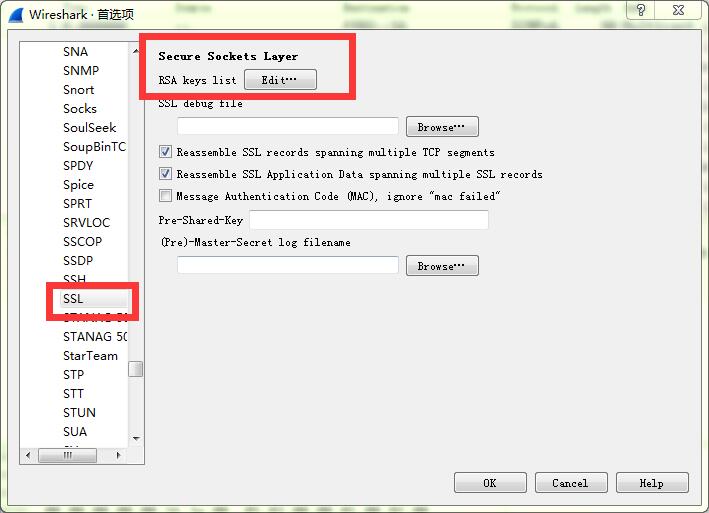 Wireshark · 首选项
SNA
SNMP
Snort
Socks
SoulSeek
SoupBinTC
SPDY
Spice
SPRT
SRVLOC
SSCOP
SSDP
SSH
SSL
STANAG 50
STANAG 50
StarTeam
STP
STT
STUN
SUA
Secure Sockets Layer
RSA keys list Edit…
SSL debug file
Browse…
Reassemble SSL records spanning multiple TCP segments
Reassemble SSL Application Data spanning multiple SSL records
Message Authentication Code (MAC), ignore "mac failed"
Pre-Shared-Key
(Pre)-Master-Secret log filename
Browse…
OK Cancel Help